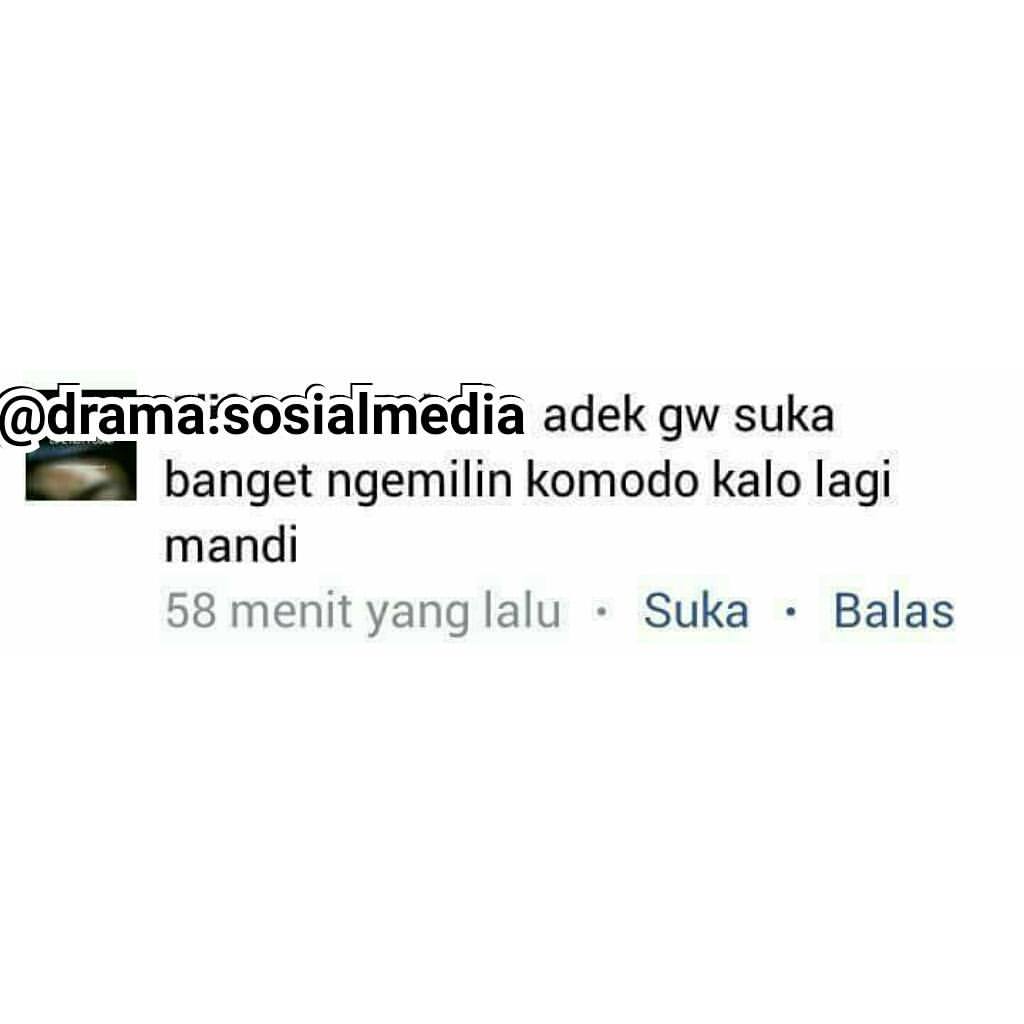 @drama.sosialmedia adek gw suka
banget ngemilin komodo kalo lagi
mandi
58 menit yang lalu • Suka • Balas